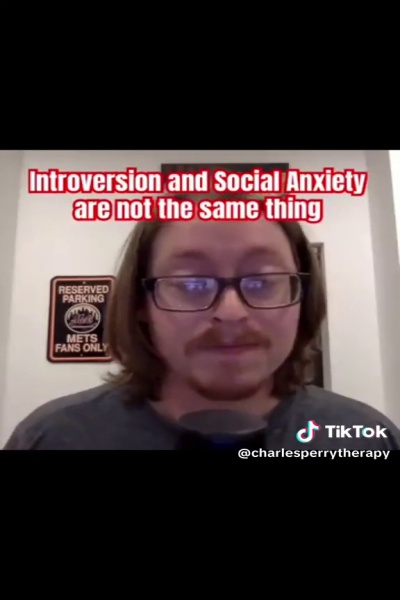 Introversion and Social Anxiety
are not the same thing
RESERVED
PARKING
METS
FANS ONLY
TikTok
@charlesperrytherapy